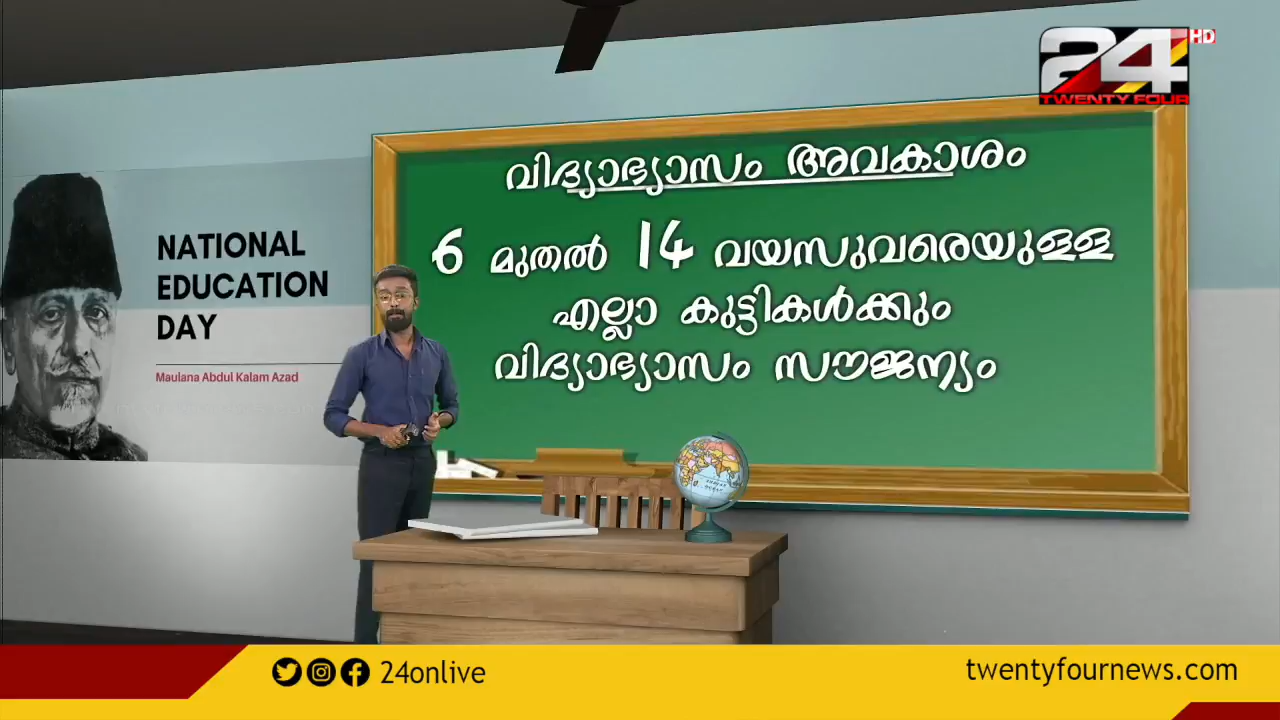 24
HD
TWENTY FOUR
വിദ്യാഭ്യാസം അവകാശം
6 മുതൽ 14 വയസുവരെയുള്ള
എല്ലാ കുട്ടികൾക്കും
വിദ്യാഭ്യാസം സൗജന്യം
NATIONAL
EDUCATION
DAY
Maulana Abdul Kalam Azad
24onlive
twentyfournews.com